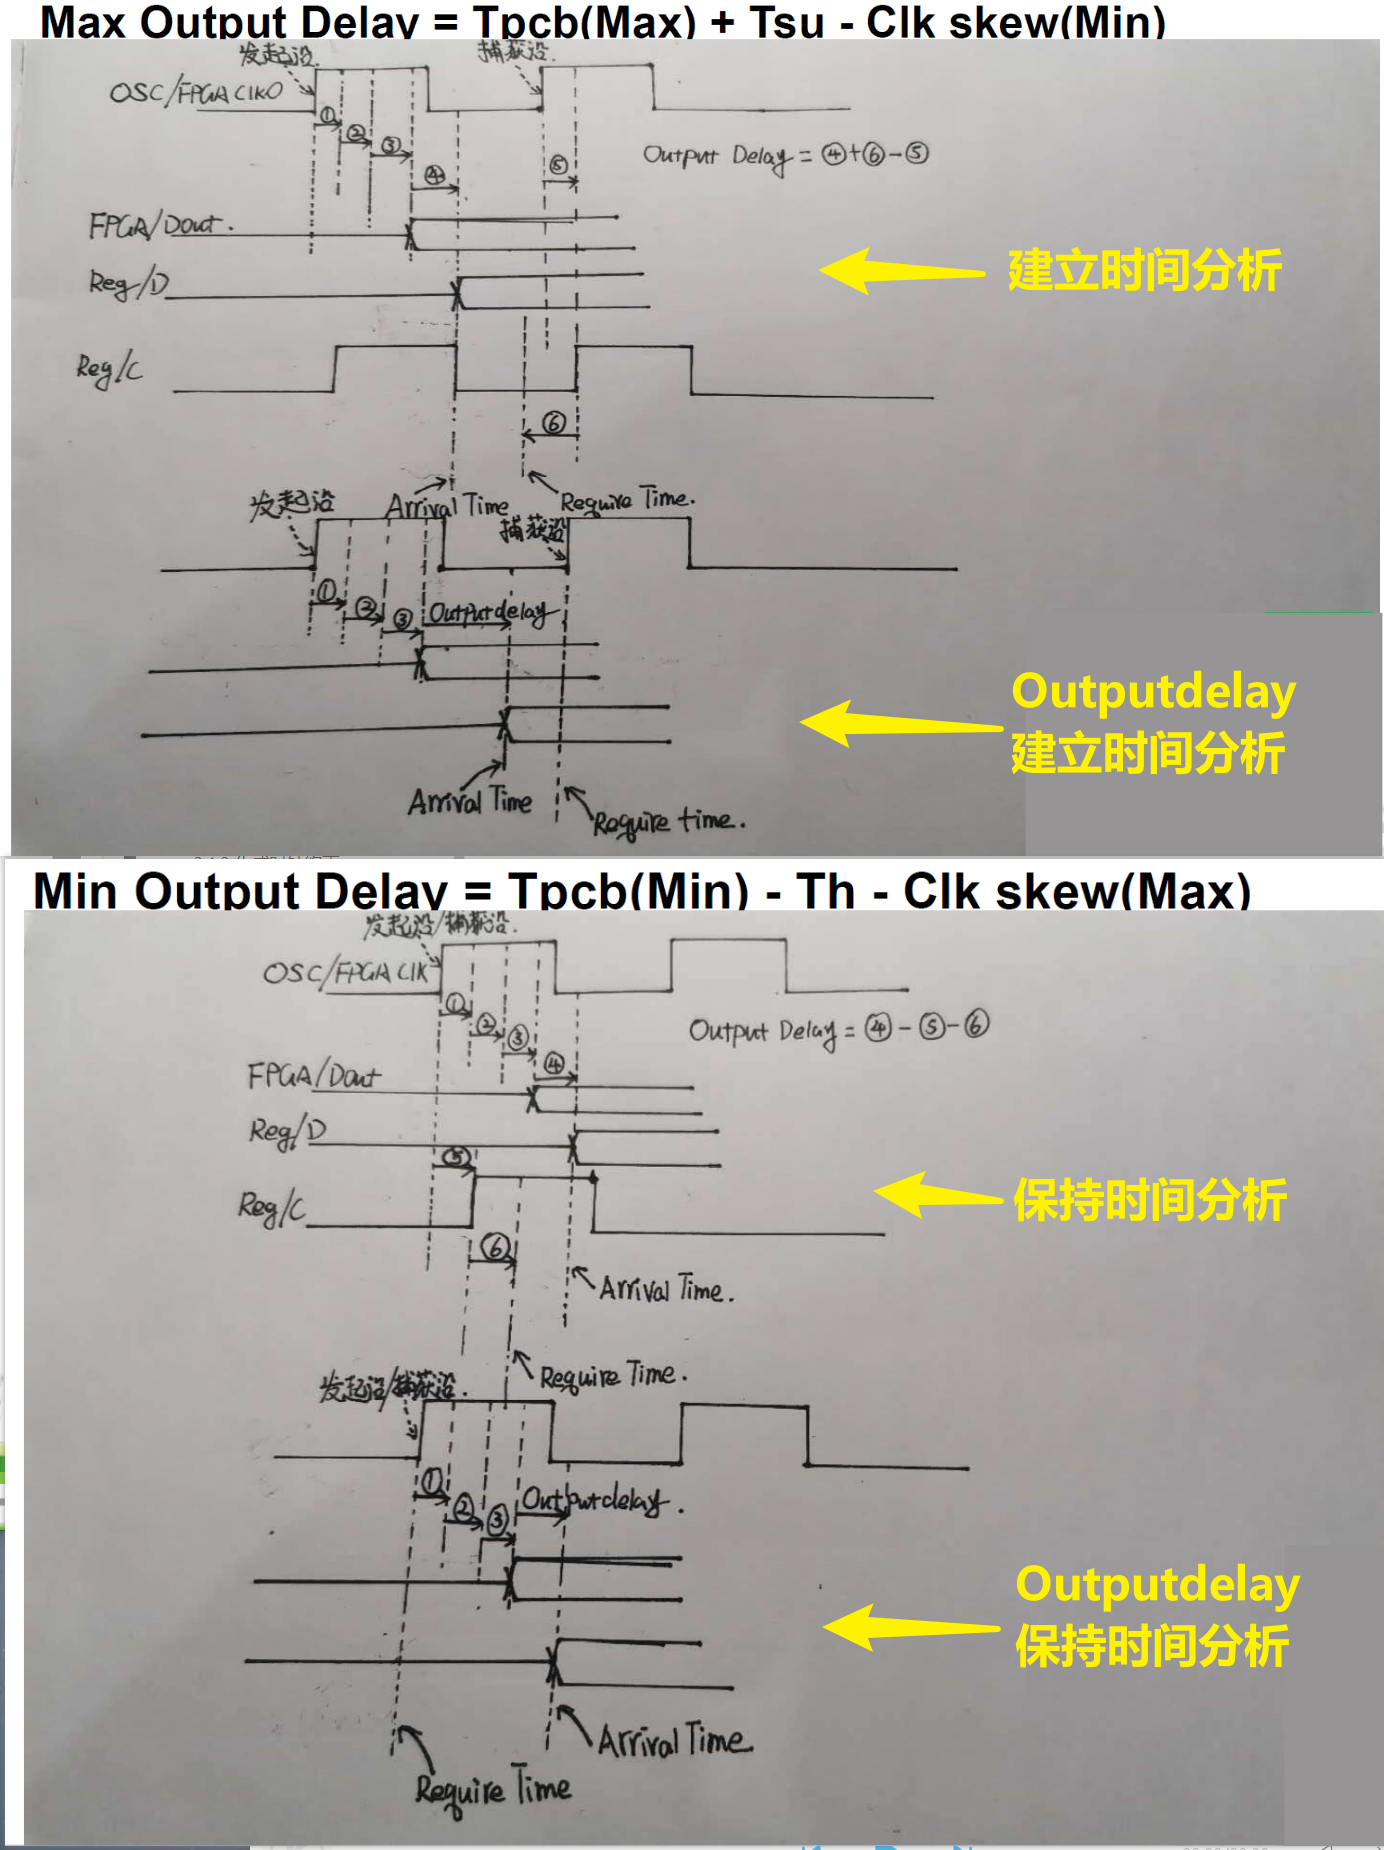 Max Output Delay = Tpcb(Max) + Tsu - Clk skew(Min)
发起沿.
捕获沿.
OSC/FPGA ClkO
①
②
③
④
⑤
Output Delay = ④+⑥-⑤
FPGA/Dout.
建立时间分析
Reg/D
Reg/C
⑥
发起沿
Arrival Time
Require Time.
捕获沿
①
②
③
Outputdelay
Outputdelay
建立时间分析
Arrival Time
Require time.
Min Output Delay = Tpcb(Min) - Th - Clk skew(Max)
发起沿/捕获沿.
OSC/FPGA Clk
①
②
③
④
Output Delay = ④-⑤-⑥
FPGA/Dout
Reg/D
⑤
保持时间分析
Reg/C
⑥
Arrival Time.
Require Time.
发起沿/捕获沿.
①
②
③
Outputdelay.
Outputdelay
保持时间分析
Arrival Time
Require Time